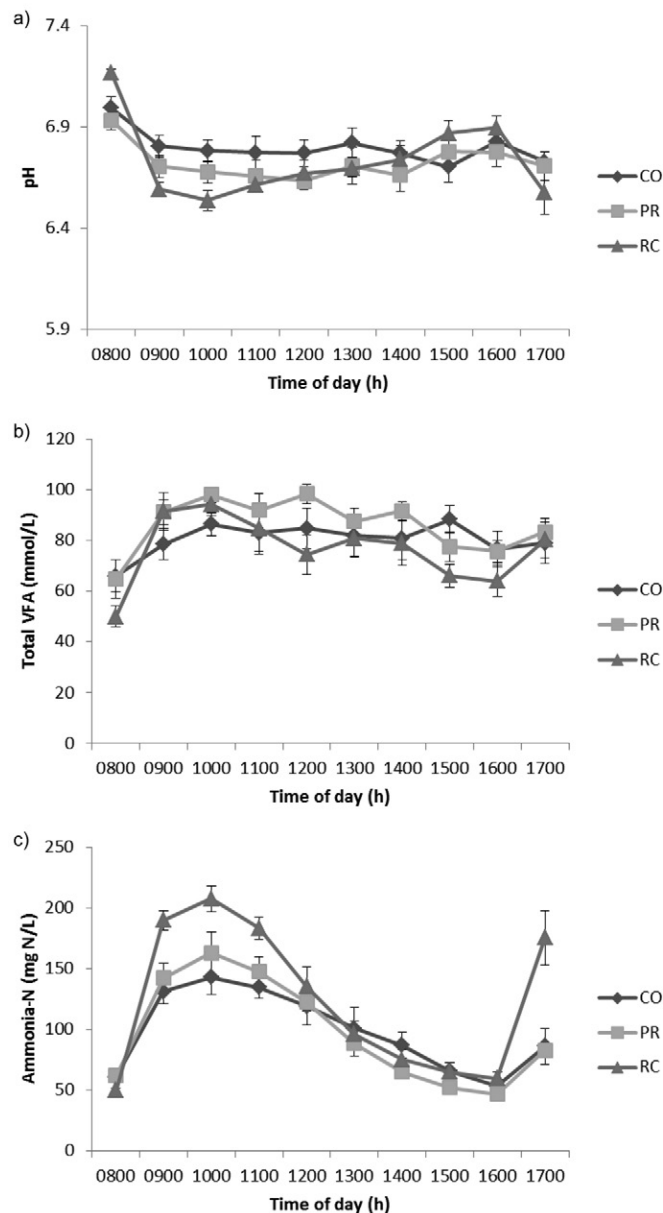 a)
7.4
6.9
6.4
5.9
pH
0800 0900 1000 1100 1200 1300 1400 1500 1600 1700
Time of day (h)
CO
PR
RC
b)
120
100
80
60
40
20
0
Total VFA (mmol/L)
0800 0900 1000 1100 1200 1300 1400 1500 1600 1700
Time of day (h)
CO
PR
RC
c)
250
200
150
100
50
0
Ammonia-N (mg N/L)
0800 0900 1000 1100 1200 1300 1400 1500 1600 1700
Time of day (h)
CO
PR
RC